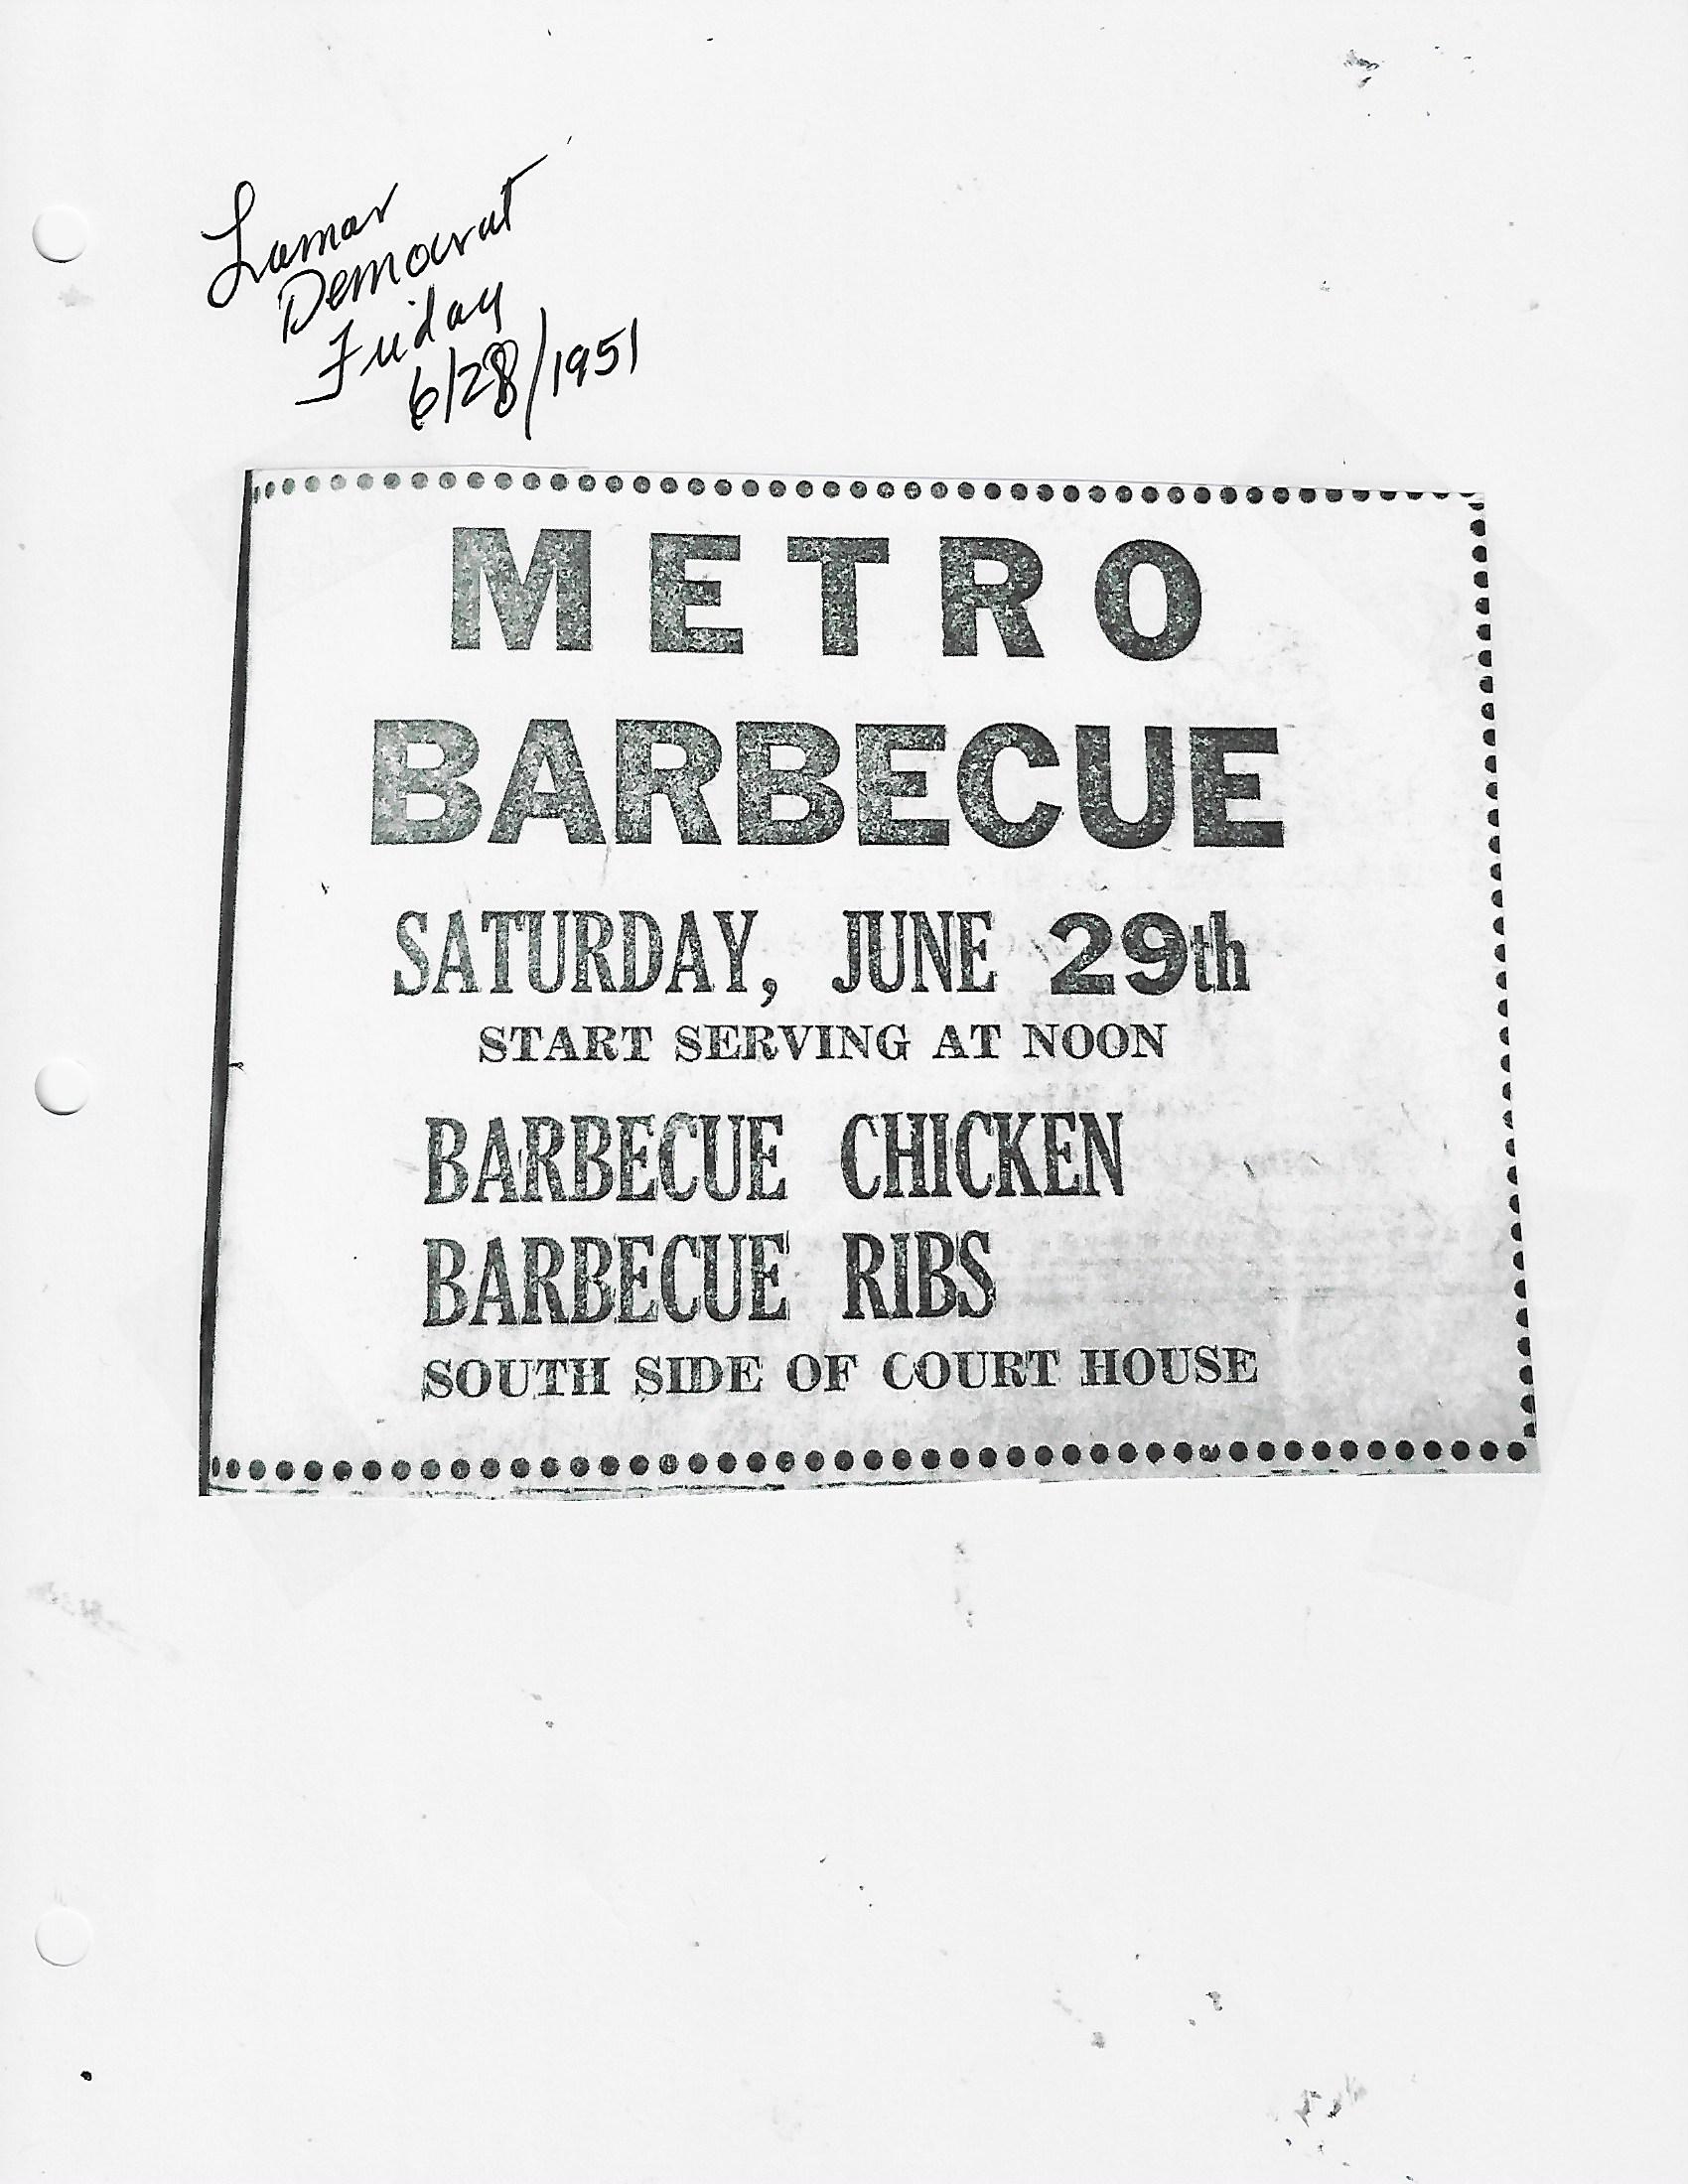 Lamar
Democrat
Friday
6/28/1951
METRO
BARBECUE
SATURDAY, JUNE 29th
START SERVING AT NOON
BARBECUE CHICKEN
BARBECUE RIBS
SOUTH SIDE OF COURT HOUSE